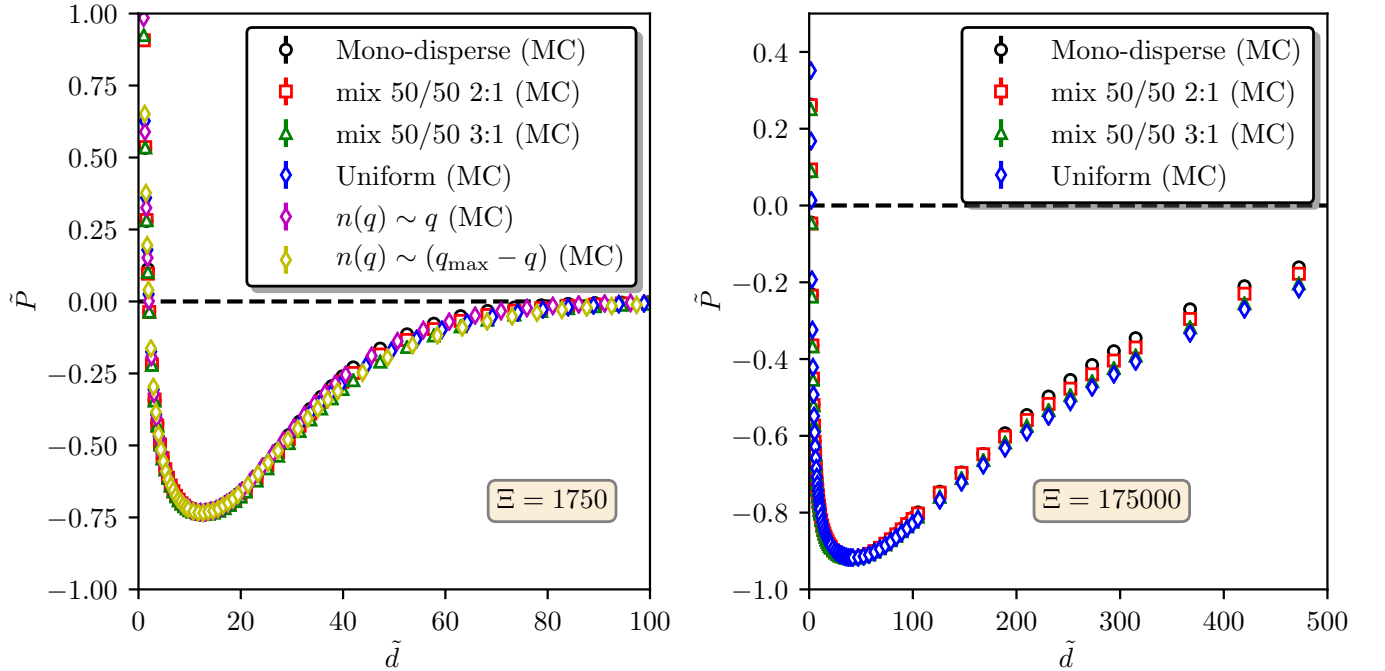 1.00
0.75
0.50
0.25
0.00
−0.25
−0.50
−0.75
−1.00
P̃
0 20 40 60 80 100
d̃
Mono-disperse (MC)
mix 50/50 2:1 (MC)
mix 50/50 3:1 (MC)
Uniform (MC)
n(q) ∼ q (MC)
n(q) ∼ (q_max − q) (MC)
Ξ = 1750
0.4
0.2
0.0
−0.2
−0.4
−0.6
−0.8
−1.0
P̃
0 100 200 300 400 500
d̃
Mono-disperse (MC)
mix 50/50 2:1 (MC)
mix 50/50 3:1 (MC)
Uniform (MC)
Ξ = 175000